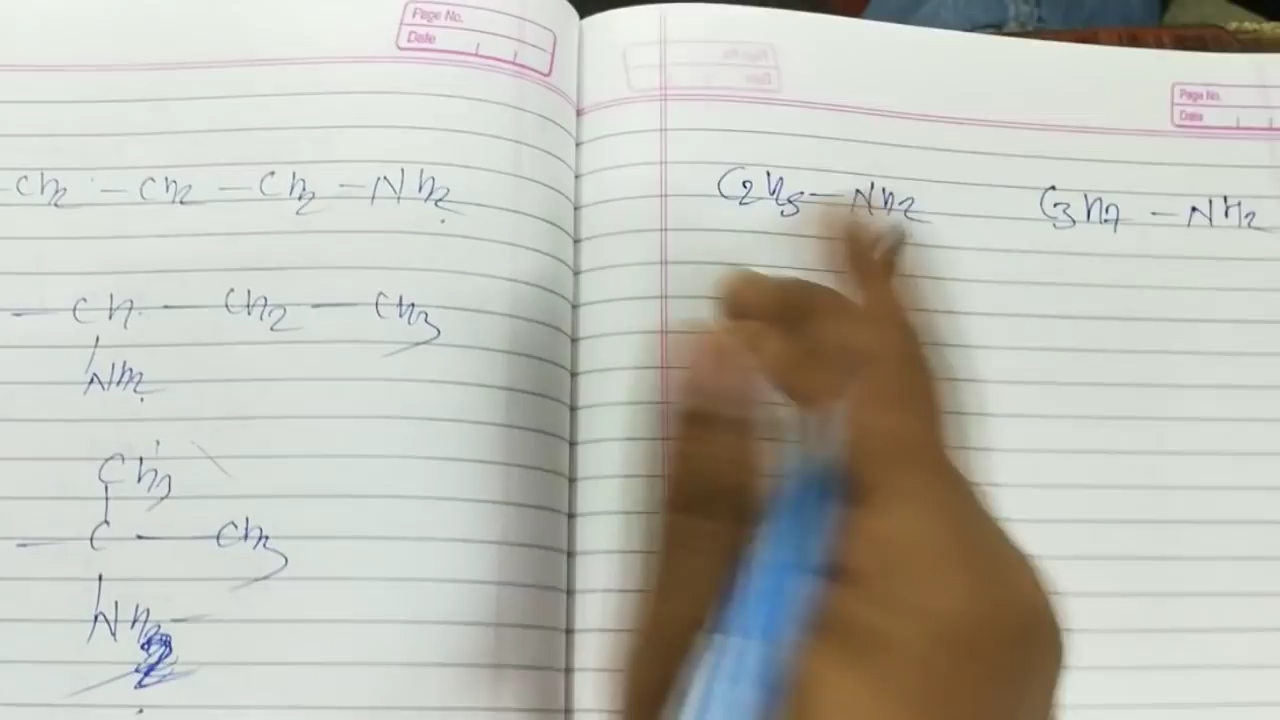 Page No.
Date
-CH2 - CH2 - CH2 - NH2
- CH - CH2 - CH3
NH2
CH3
- C - CH3
NH2
Page No.
Date
C2H5 - NH2 C3H7 - NH2